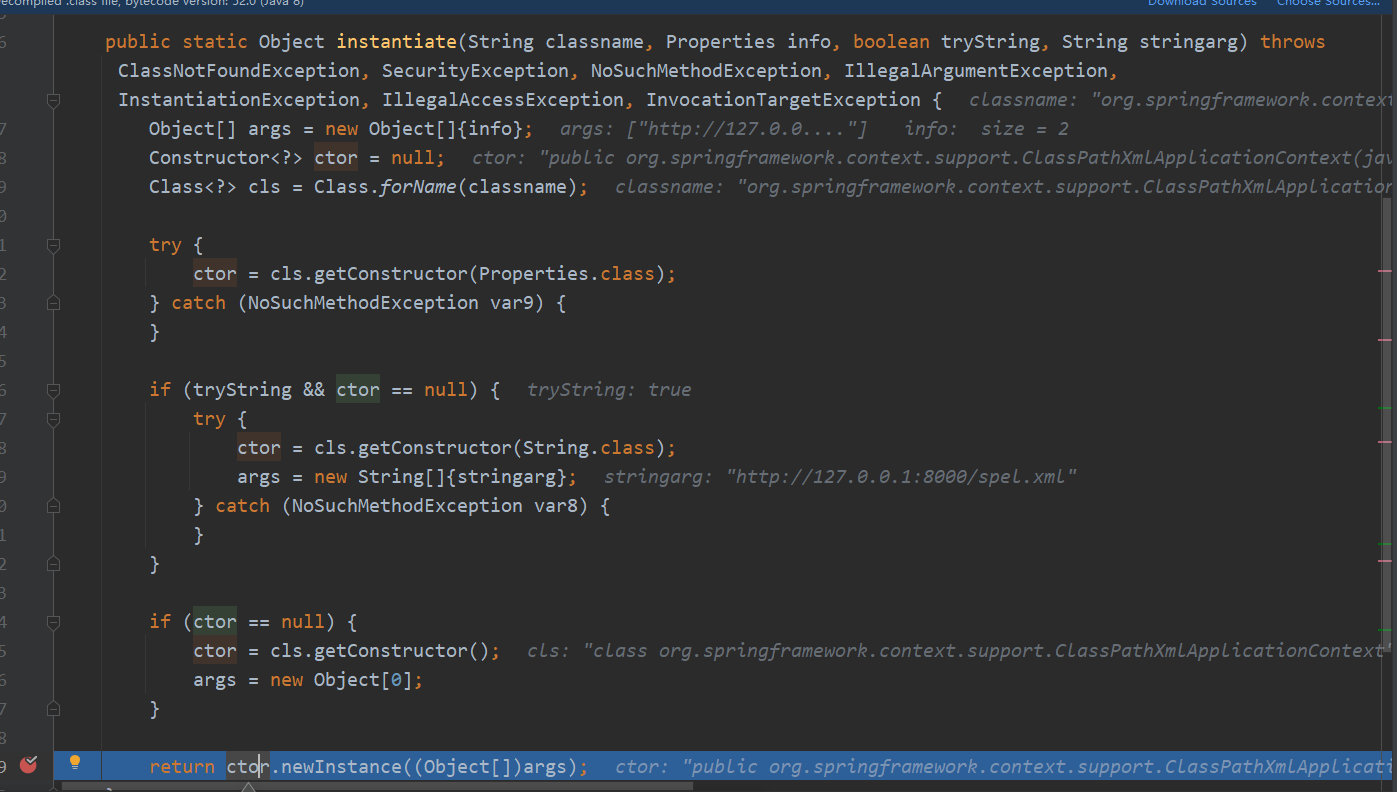 ecompiled .class file, bytecode version: 52.0 (Java 8) Download Sources Choose Sources...
6 public static Object instantiate(String classname, Properties info, boolean tryString, String stringarg) throws
ClassNotFoundException, SecurityException, NoSuchMethodException, IllegalArgumentException,
InstantiationException, IllegalAccessException, InvocationTargetException { classname: "org.springframework.context
7 Object[] args = new Object[]{info}; args: ["http://127.0.0...."] info: size = 2
8 Constructor<?> ctor = null; ctor: "public org.springframework.context.support.ClassPathXmlApplicationContext(jav
9 Class<?> cls = Class.forName(classname); classname: "org.springframework.context.support.ClassPathXmlApplication
0
1 try {
2 ctor = cls.getConstructor(Properties.class);
3 } catch (NoSuchMethodException var9) {
4 }
5
6 if (tryString && ctor == null) { tryString: true
7 try {
8 ctor = cls.getConstructor(String.class);
9 args = new String[]{stringarg}; stringarg: "http://127.0.0.1:8000/spel.xml"
0 } catch (NoSuchMethodException var8) {
1 }
2 }
3
4 if (ctor == null) {
5 ctor = cls.getConstructor(); cls: "class org.springframework.context.support.ClassPathXmlApplicationContext"
6 args = new Object[0];
7 }
8
9 return ctor.newInstance((Object[])args); ctor: "public org.springframework.context.support.ClassPathXmlApplicati